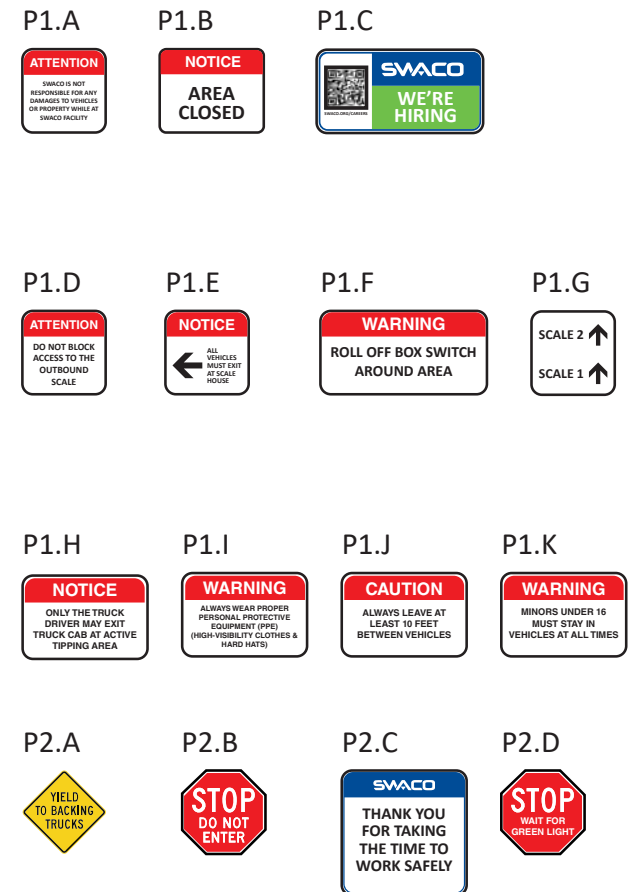 P1.A
P1.B
P1.C
ATTENTION
SWACO IS NOT
RESPONSIBLE FOR ANY
DAMAGES TO VEHICLES
OR PROPERTY WHILE AT
SWACO FACILITY
NOTICE
AREA
CLOSED
SWACO.ORG/CAREERS
SWACO
WE'RE
HIRING
P1.D
P1.E
P1.F
P1.G
ATTENTION
DO NOT BLOCK
ACCESS TO THE
OUTBOUND
SCALE
NOTICE
ALL
VEHICLES
MUST EXIT
AT SCALE
HOUSE
WARNING
ROLL OFF BOX SWITCH
AROUND AREA
SCALE 2
SCALE 1
P1.H
P1.I
P1.J
P1.K
NOTICE
ONLY THE TRUCK
DRIVER MAY EXIT
TRUCK CAB AT ACTIVE
TIPPING AREA
WARNING
ALWAYS WEAR PROPER
PERSONAL PROTECTIVE
EQUIPMENT (PPE)
(HIGH-VISIBILITY CLOTHES &
HARD HATS)
CAUTION
ALWAYS LEAVE AT
LEAST 10 FEET
BETWEEN VEHICLES
WARNING
MINORS UNDER 16
MUST STAY IN
VEHICLES AT ALL TIMES
P2.A
P2.B
P2.C
P2.D
YIELD
TO BACKING
TRUCKS
STOP
DO NOT
ENTER
SWACO
THANK YOU
FOR TAKING
THE TIME TO
WORK SAFELY
STOP
WAIT FOR
GREEN LIGHT